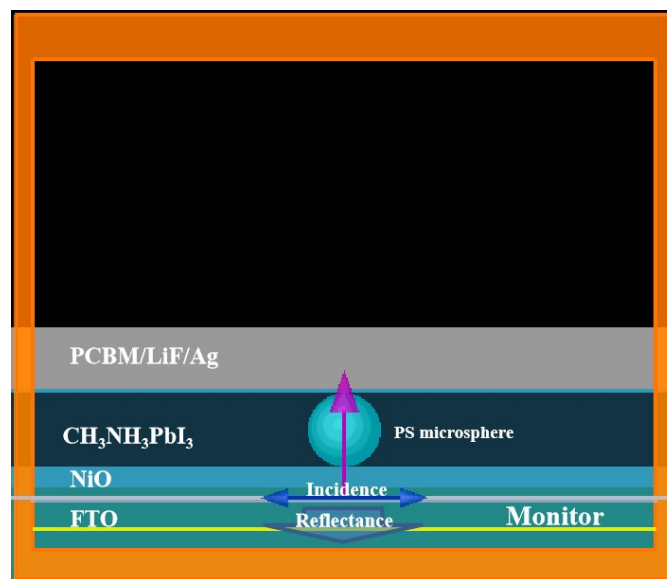 PCBM/LiF/Ag
CH₃NH₃PbI₃
PS microsphere
NiO
Incidence
FTO
Reflectance
Monitor